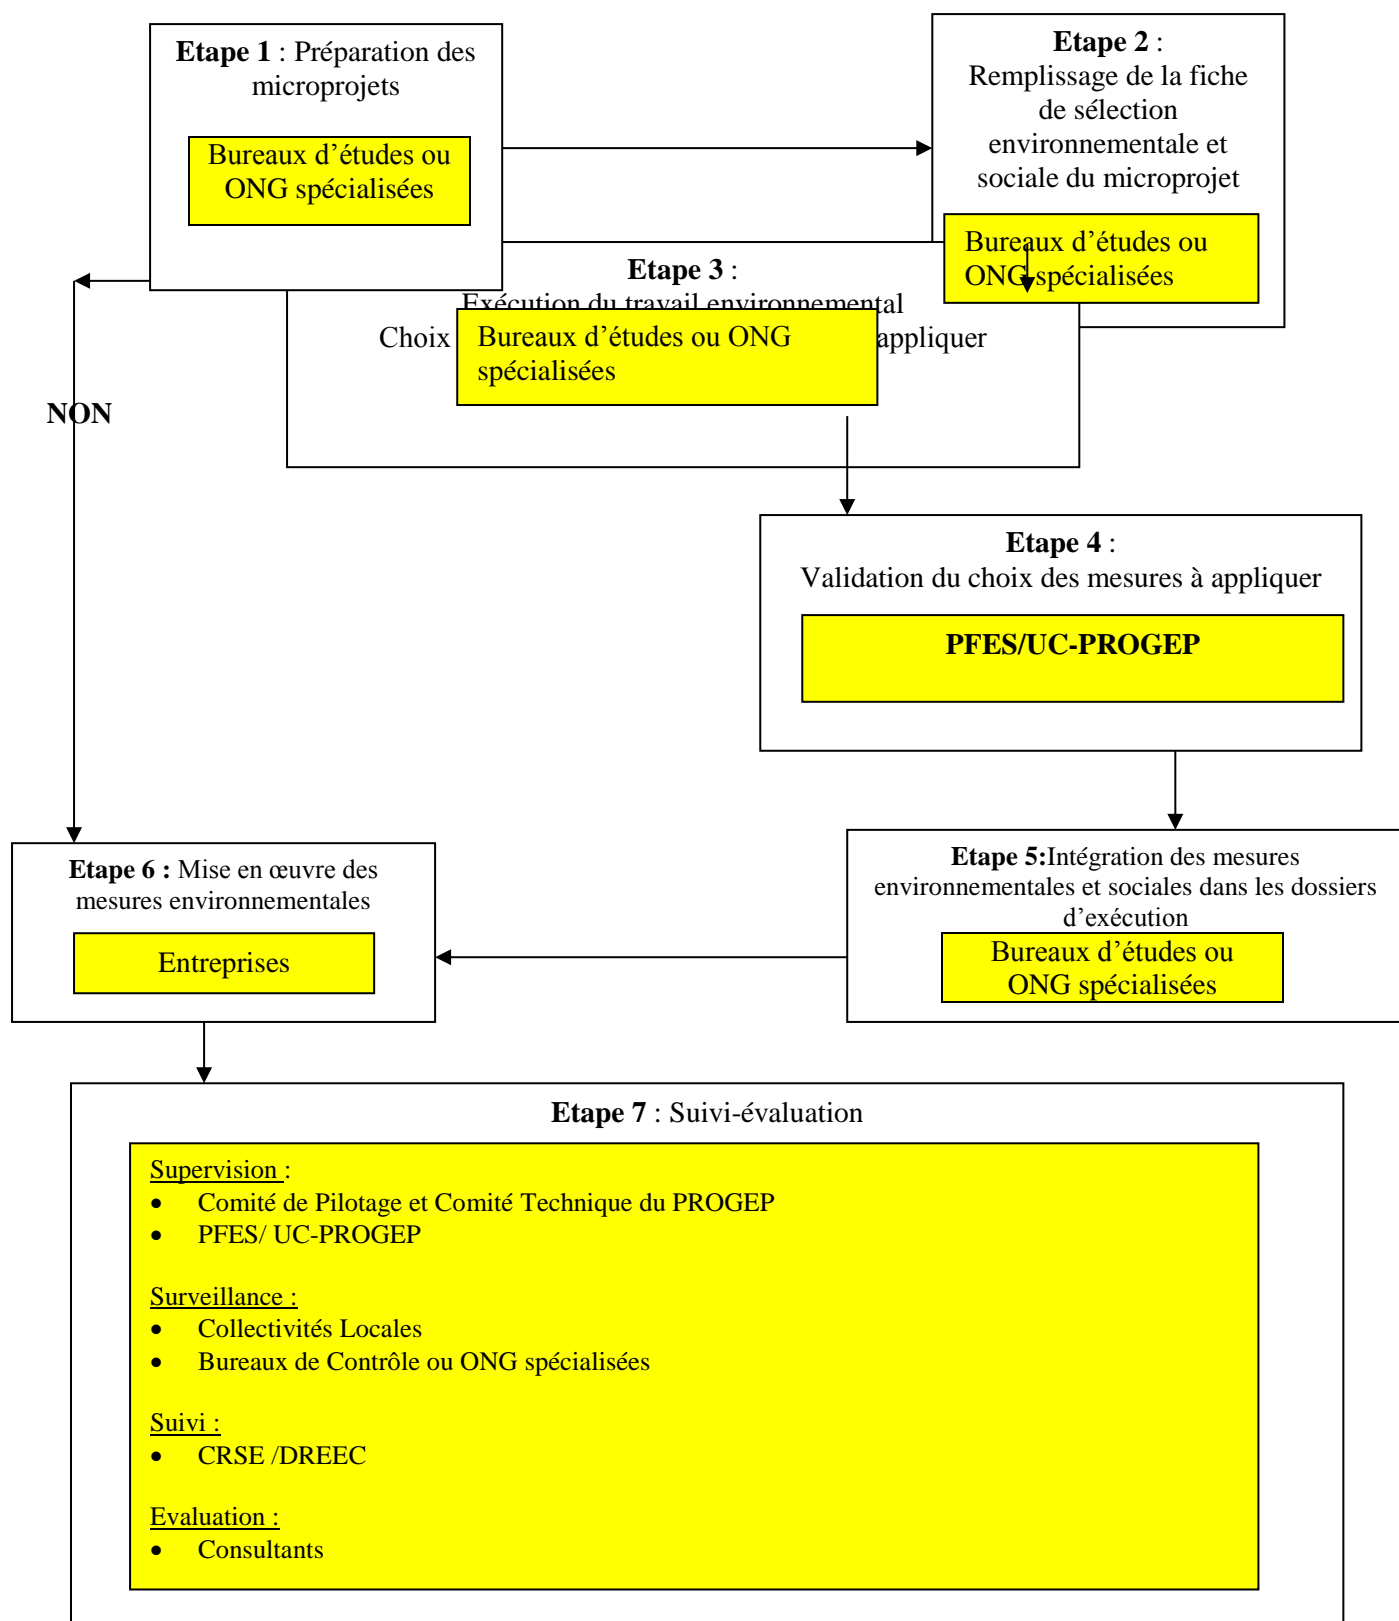 Etape 1 : Préparation des
microprojets
Bureaux d’études ou
ONG spécialisées
Etape 2 :
Remplissage de la fiche
de sélection
environnementale et
sociale du microprojet
Bureaux d’études ou
ONG spécialisées
Etape 3 :
Exécution du travail environnemental
Choix appliquer
Bureaux d’études ou ONG
spécialisées
NON
Etape 4 :
Validation du choix des mesures à appliquer
PFES/UC-PROGEP
Etape 5:Intégration des mesures
environnementales et sociales dans les dossiers
d’exécution
Bureaux d’études ou
ONG spécialisées
Etape 6 : Mise en œuvre des
mesures environnementales
Entreprises
Etape 7 : Suivi-évaluation
Supervision :
• Comité de Pilotage et Comité Technique du PROGEP
• PFES/ UC-PROGEP
Surveillance :
• Collectivités Locales
• Bureaux de Contrôle ou ONG spécialisées
Suivi :
• CRSE /DREEC
Evaluation :
• Consultants